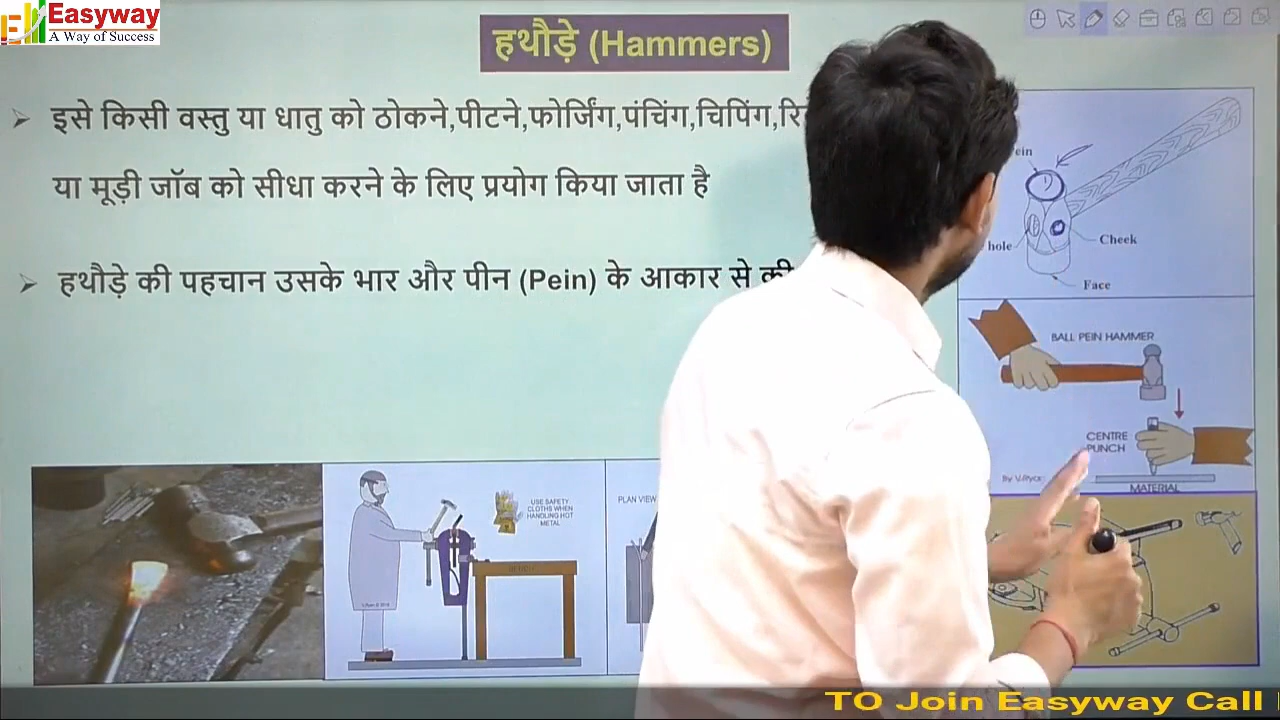 Easyway
A Way of Success
हथौड़े (Hammers)
इसे किसी वस्तु या धातु को ठोकने,पीटने,फोर्जिंग,पंचिंग,चिपिंग,
या मूड़ी जॉब को सीधा करने के लिए प्रयोग किया जाता है
हथौड़े की पहचान उसके भार और पीन (Pein) के आकार से की
hole
Cheek
Face
BALL PEIN HAMMER
CENTRE
PUNCH
MATERIAL
USE SAFETY
CLOTHS WHEN
HANDLING HOT
METAL
PLAN VIEW
TO Join Easyway Call